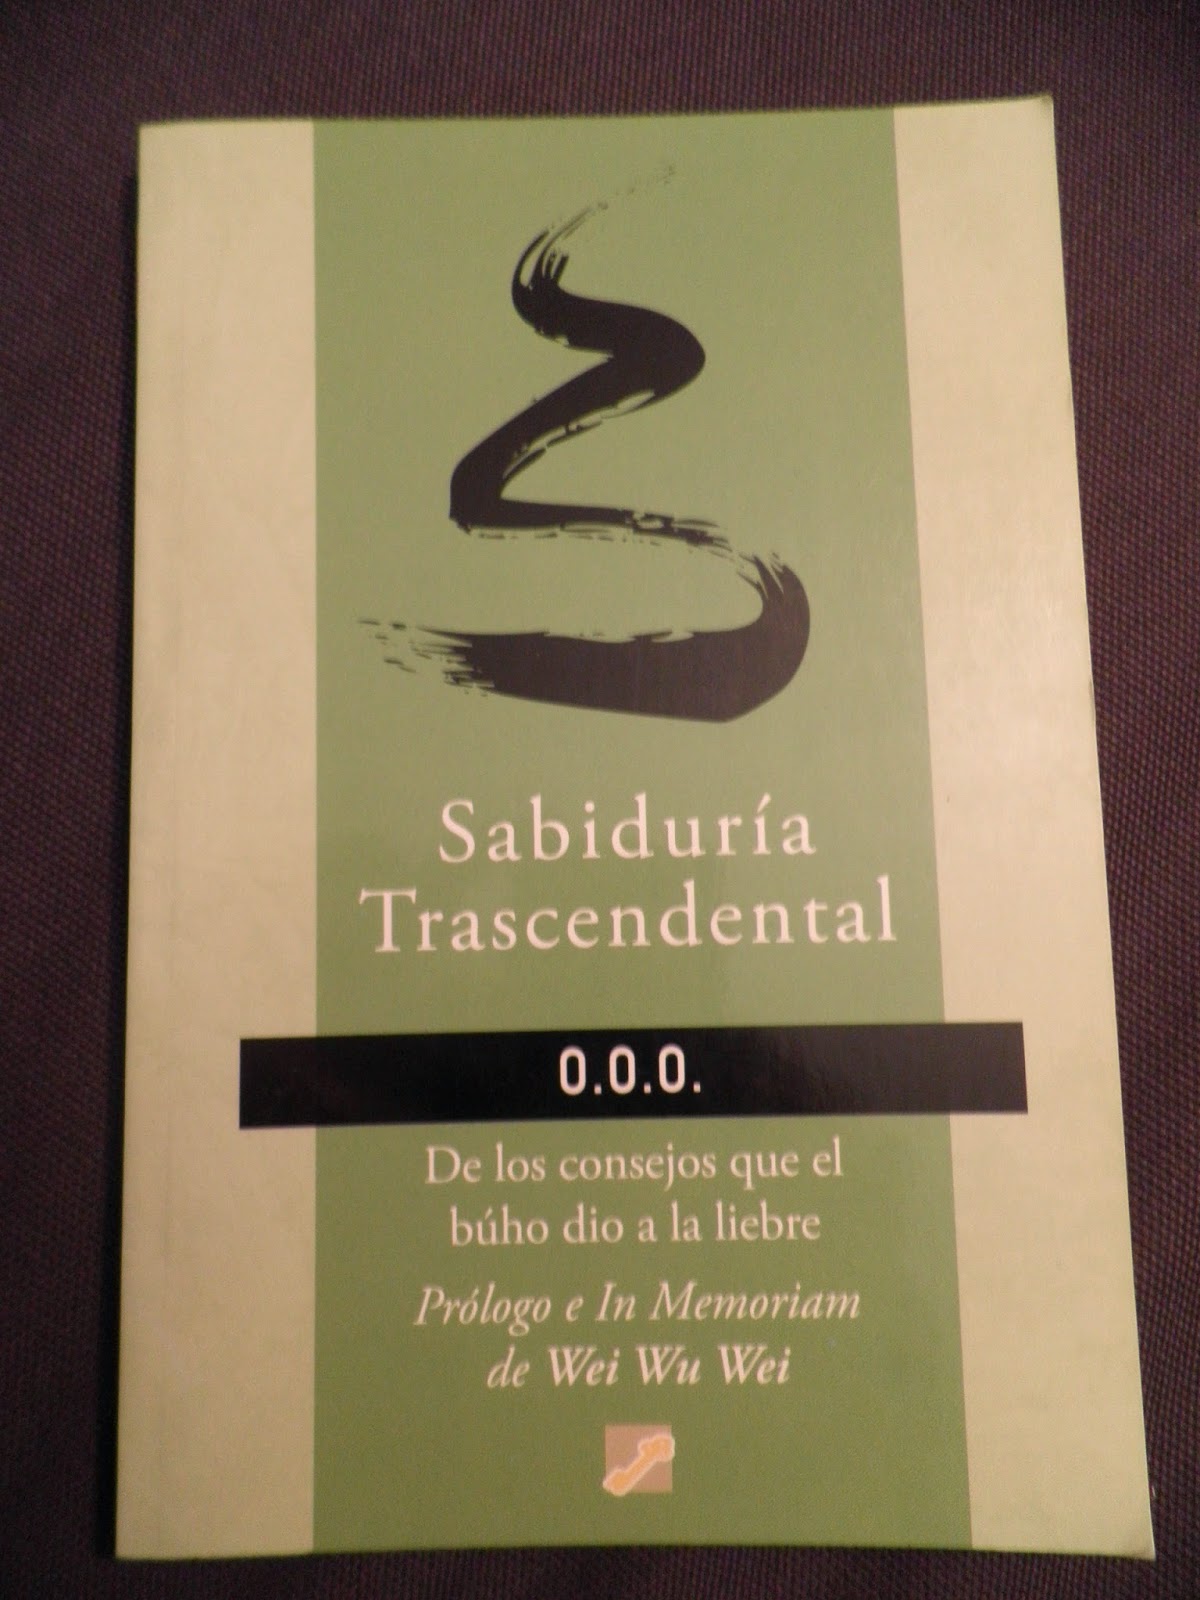 Sabiduría
Trascendental
O.O.O.
De los consejos que el
búho dio a la liebre
Prólogo e In Memoriam
de Wei Wu Wei